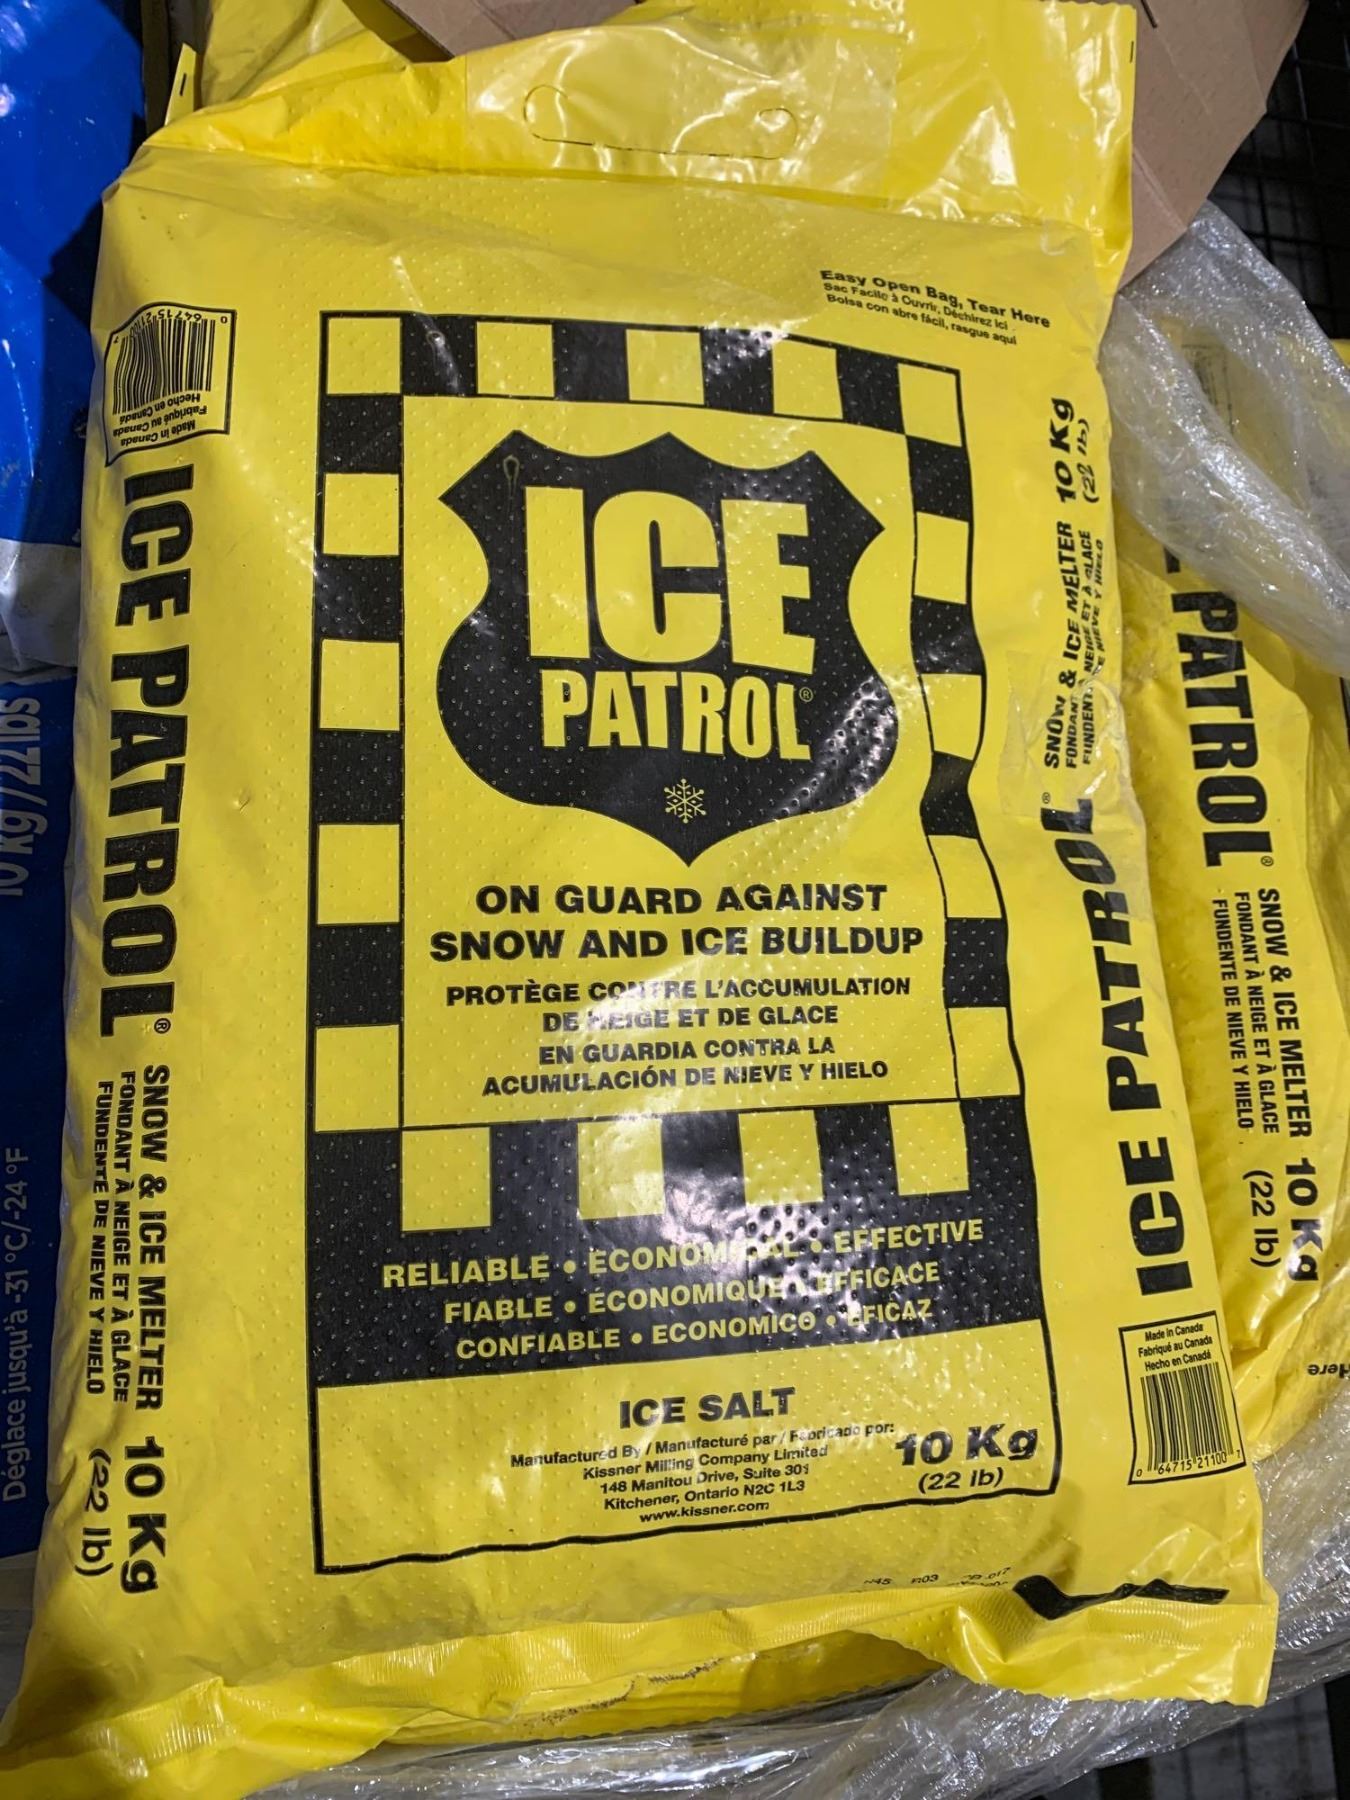 Easy Open Bag, Tear Here
Sac Facile à Ouvrir, Déchirez Ici
Bolsa con abre fácil, rasgue aquí
ICE
PATROL®
ON GUARD AGAINST
SNOW AND ICE BUILDUP
PROTÈGE CONTRE L'ACCUMULATION
DE NEIGE ET DE GLACE
EN GUARDIA CONTRA LA
ACUMULACIÓN DE NIEVE Y HIELO
RELIABLE • ECONOMICAL • EFFECTIVE
FIABLE • ÉCONOMIQUE • EFFICACE
CONFIABLE • ECONOMICO • EFICAZ
ICE SALT
Manufactured By / Manufacturé par / Fabricado por:
Kissner Milling Company Limited
148 Manitou Drive, Suite 301
Kitchener, Ontario N2C 1L3
www.kissner.com
10 Kg
(22 lb)
0 64715 21100 7
Made in Canada
Fabriqué au Canada
Hecho en Canadá
ICE PATROL® SNOW & ICE MELTER 10 Kg
FONDANT À NEIGE ET À GLACE (22 lb)
FUNDENTE DE NIEVE Y HIELO
ICE PATROL® SNOW & ICE MELTER 10 Kg
FONDANT À NEIGE ET À GLACE (22 lb)
FUNDENTE DE NIEVE Y HIELO
Made in Canada
Fabriqué au Canada
Hecho en Canadá
0 64715 21100 7
PATROL® SNOW & ICE MELTER 10 Kg
FONDANT À NEIGE ET À GLACE (22 lb)
FUNDENTE DE NIEVE Y HIELO
Here
10 kg/22lbs
Déglace jusqu'à -31 °C/-24 °F